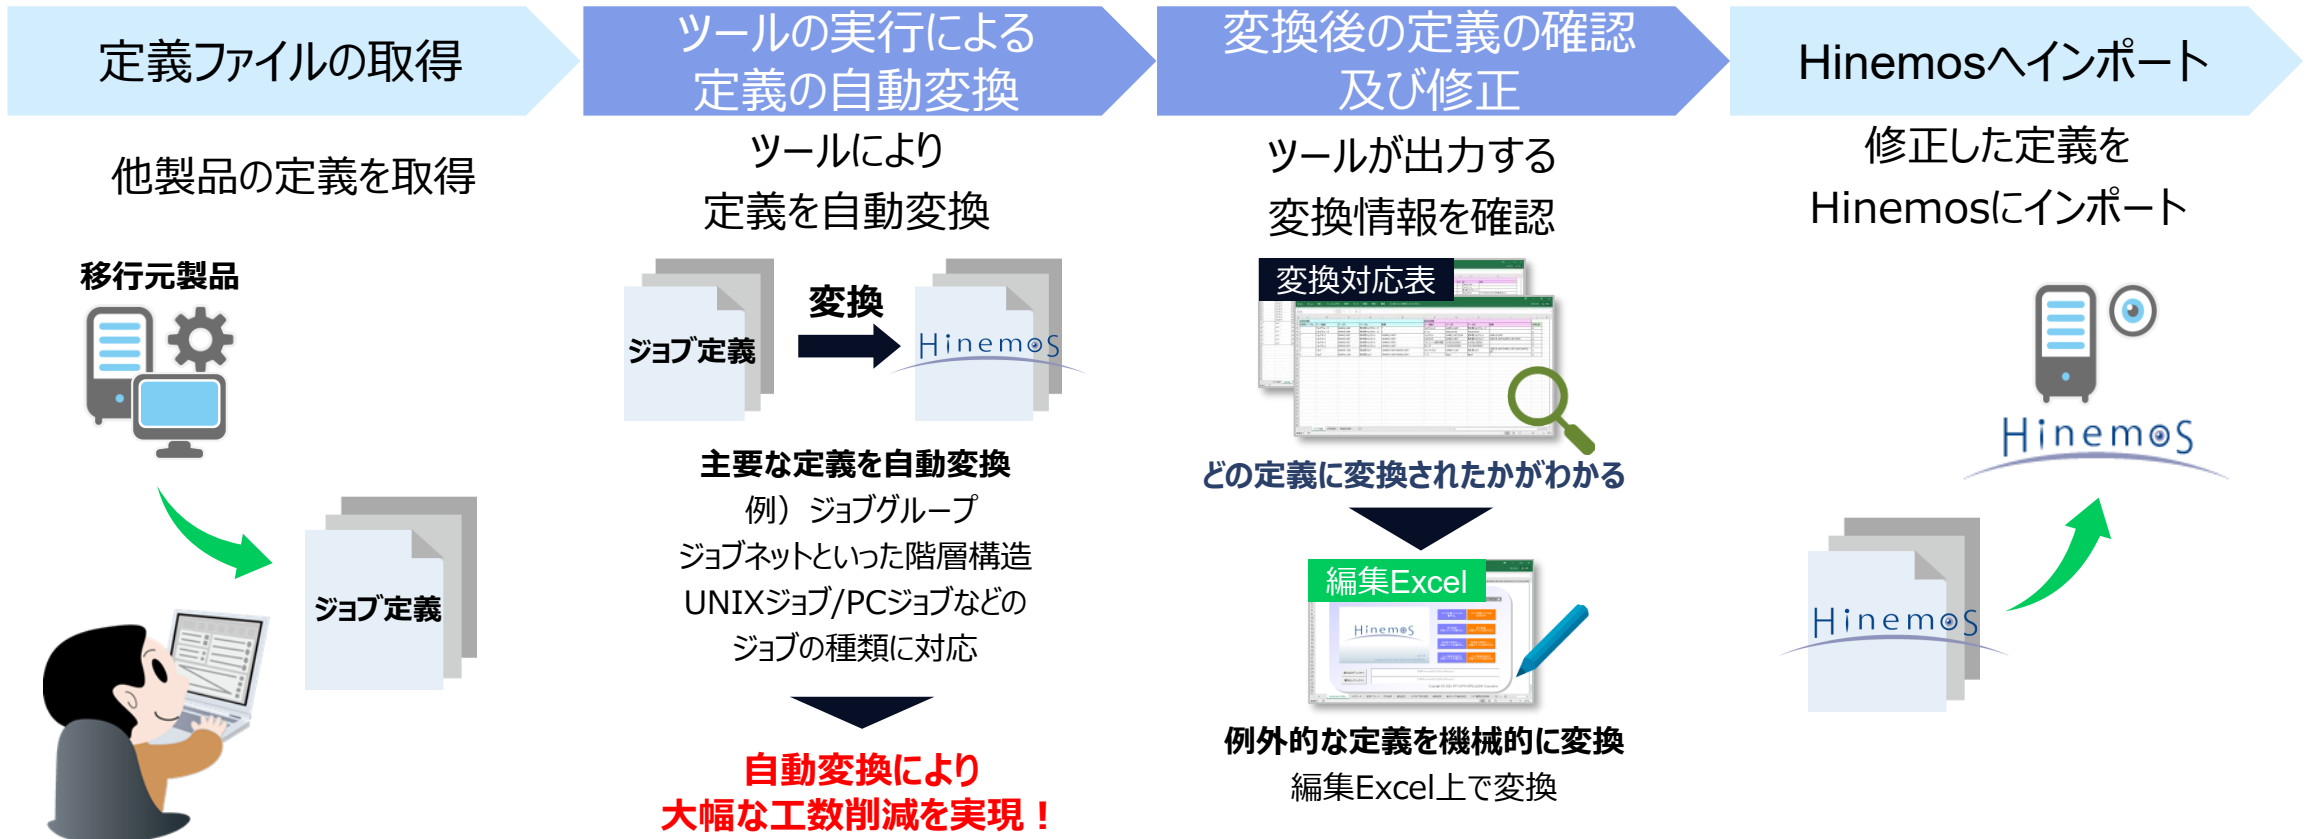 定義ファイルの取得
ツールの実行による
定義の自動変換
変換後の定義の確認
及び修正
Hinemosへインポート
他製品の定義を取得
移行元製品
ジョブ定義
ツールにより
定義を自動変換
ジョブ定義
変換
Hinemos
主要な定義を自動変換
例）ジョブグループ
ジョブネットといった階層構造
UNIXジョブ/PCジョブなどの
ジョブの種類に対応
自動変換により
大幅な工数削減を実現！
ツールが出力する
変換情報を確認
変換対応表
どの定義に変換されたかがわかる
編集Excel
Hinemos
例外的な定義を機械的に変換
編集Excel上で変換
修正した定義を
Hinemosにインポート
Hinemos
Hinemos